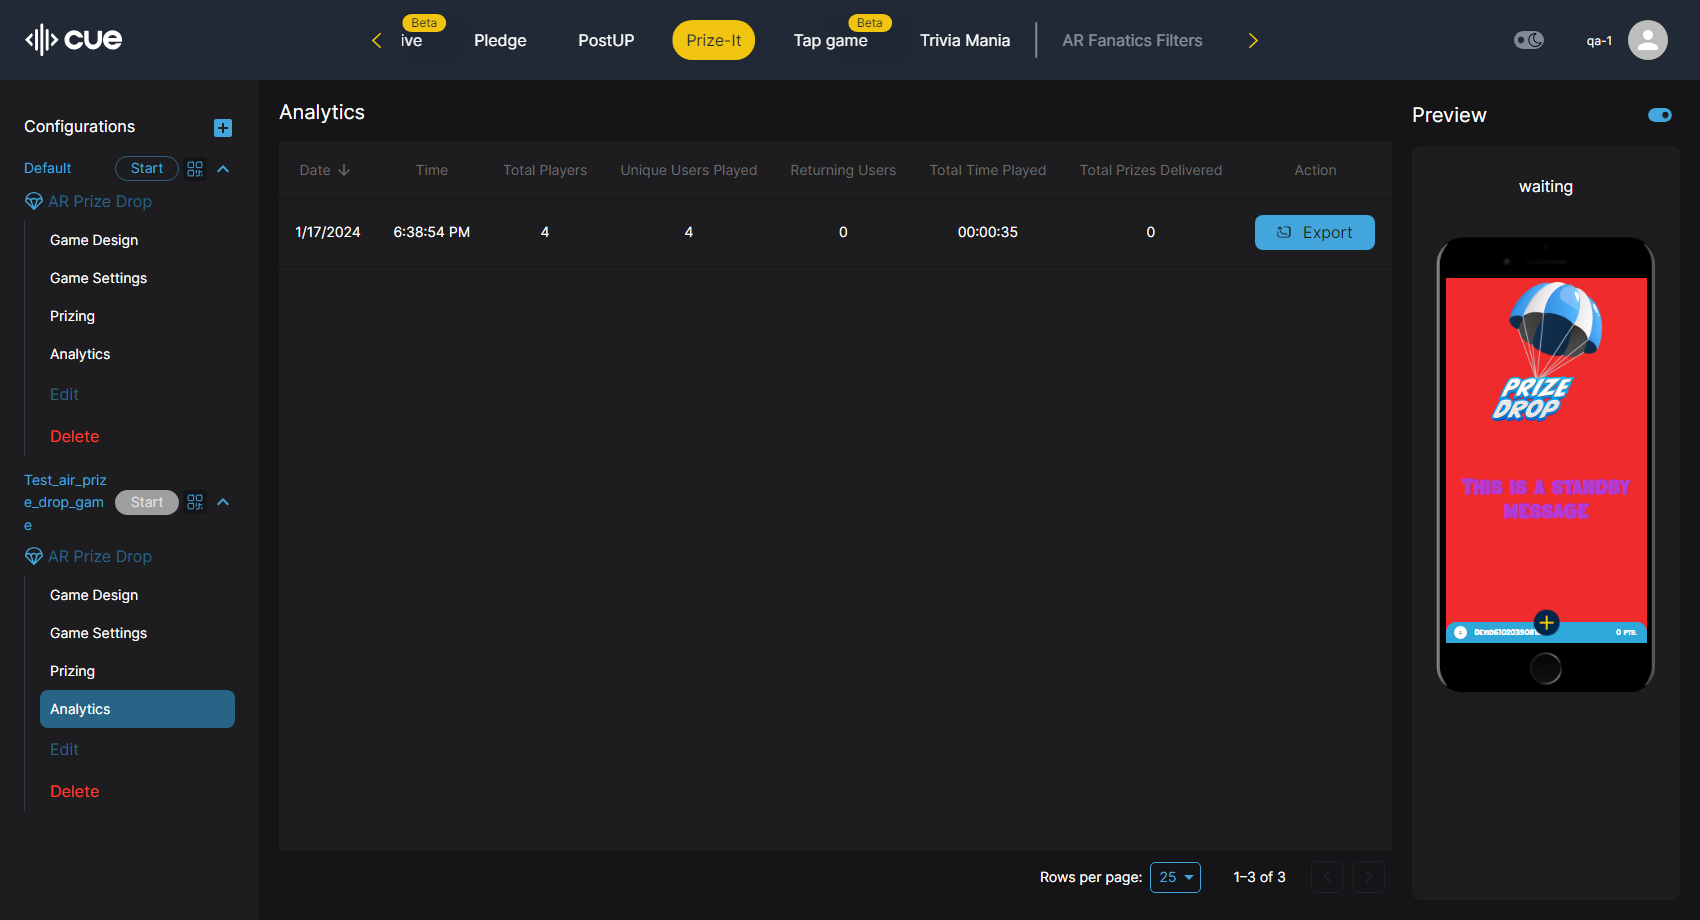 cue
Beta
ive
Pledge
PostUP
Prize-It
Beta
Tap game
Trivia Mania
AR Fanatics Filters
qa-1
Configurations
Default
Start
AR Prize Drop
Game Design
Game Settings
Prizing
Analytics
Edit
Delete
Test_air_priz
e_drop_gam
e
Start
AR Prize Drop
Game Design
Game Settings
Prizing
Analytics
Edit
Delete
Analytics
Date Time Total Players Unique Users Played Returning Users Total Time Played Total Prizes Delivered Action
1/17/2024 6:38:54 PM 4 4 0 00:00:35 0 Export
Rows per page: 25 1–3 of 3
Preview
waiting
PRIZE
DROP
THIS IS A STANDBY
MESSAGE
0 PTS.